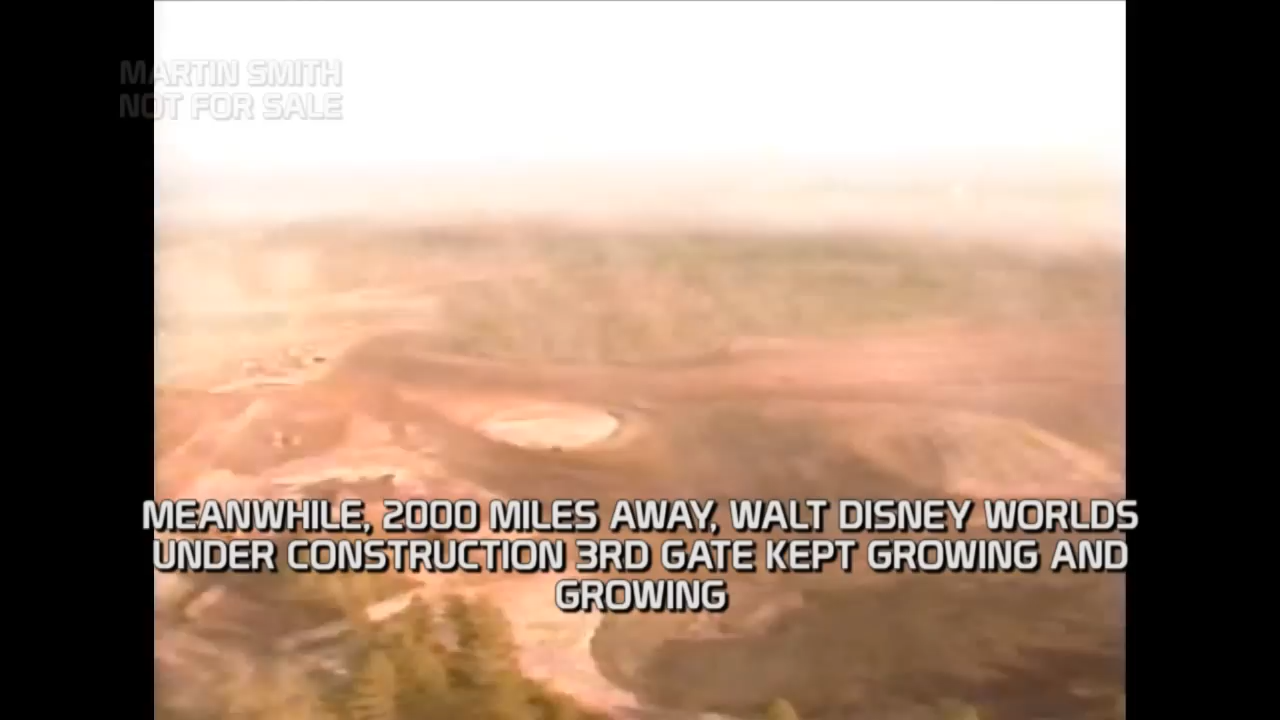 MARTIN SMITH
NOT FOR SALE
MEANWHILE, 2000 MILES AWAY, WALT DISNEY WORLDS
UNDER CONSTRUCTION 3RD GATE KEPT GROWING AND
GROWING